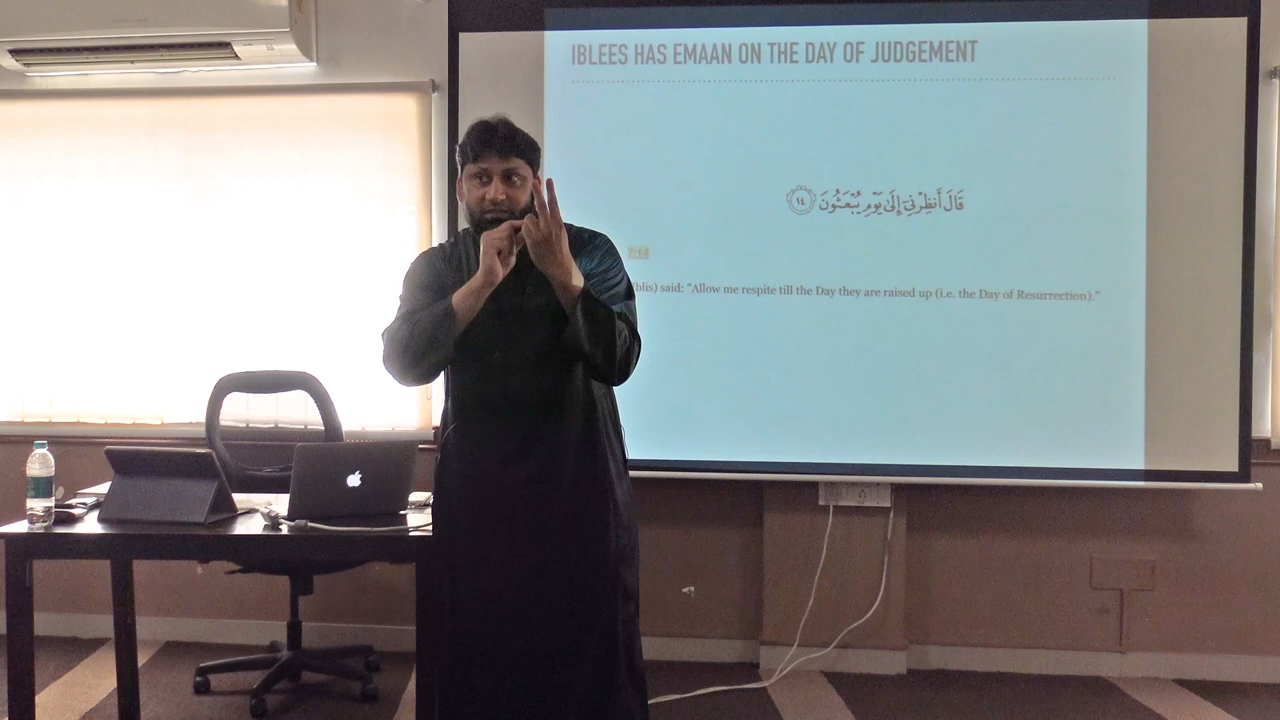 IBLEES HAS EMAAN ON THE DAY OF JUDGEMENT
قَالَ أَنظِرْنِىٓ إِلَىٰ يَوْمِ يُبْعَثُونَ ١٤
7:14
Iblis) said: "Allow me respite till the Day they are raised up (i.e. the Day of Resurrection)."